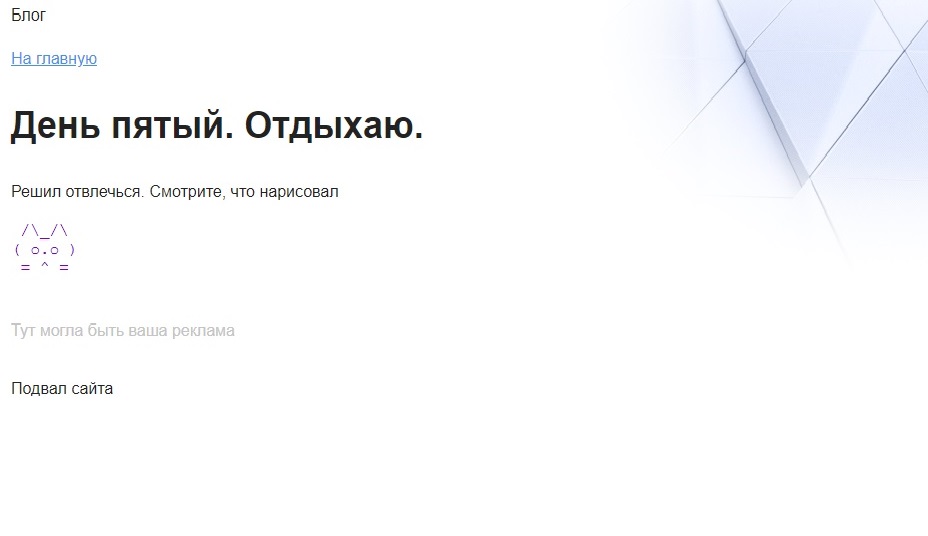 Блог
На главную
День пятый. Отдыхаю.
Решил отвлечься. Смотрите, что нарисовал
 /\_/\
( o.o )
 = ^ =
Тут могла быть ваша реклама
Подвал сайта